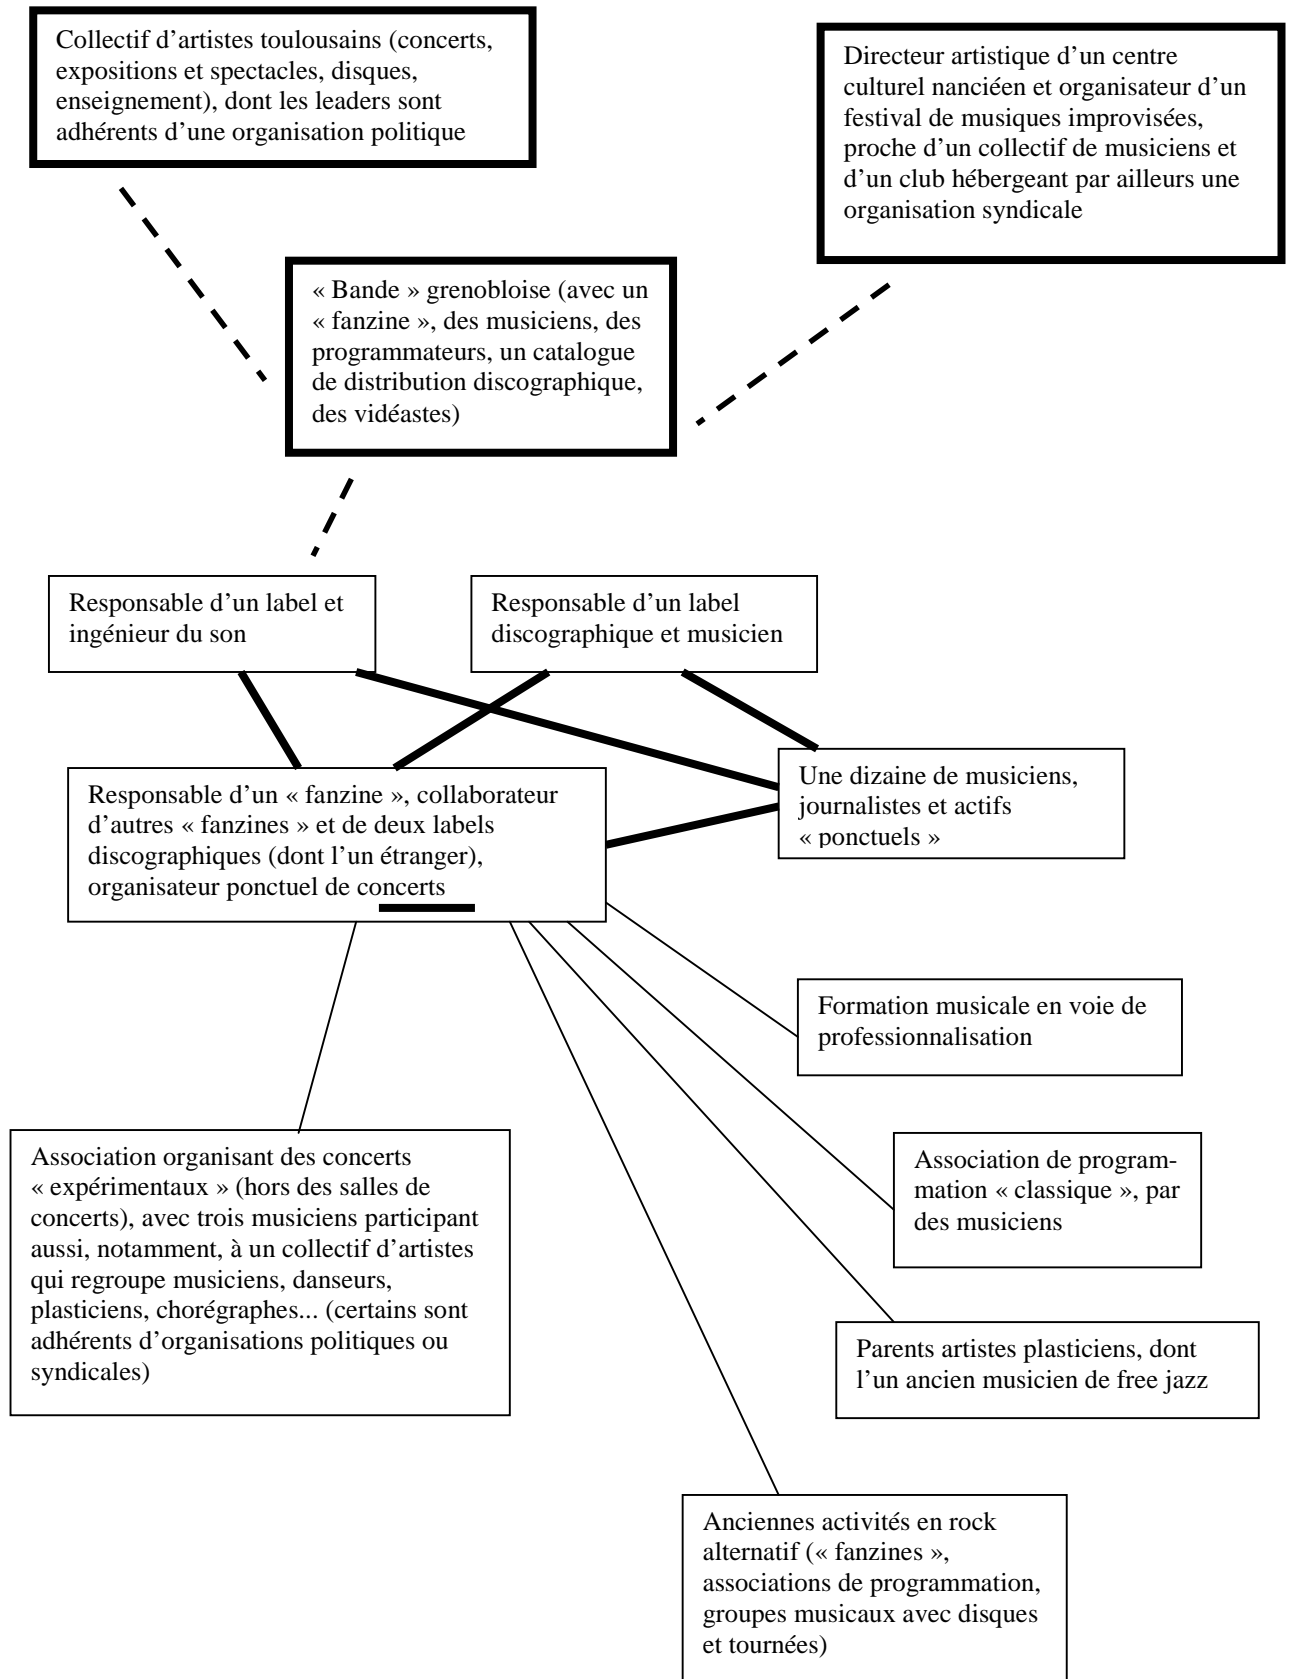 Collectif d'artistes toulousains (concerts,
expositions et spectacles, disques,
enseignement), dont les leaders sont
adhérents d'une organisation politique
Directeur artistique d'un centre
culturel nanciéen et organisateur d'un
festival de musiques improvisées,
proche d'un collectif de musiciens et
d'un club hébergeant par ailleurs une
organisation syndicale
« Bande » grenobloise (avec un
« fanzine », des musiciens, des
programmateurs, un catalogue
de distribution discographique,
des vidéastes)
Responsable d'un label et
ingénieur du son
Responsable d'un label
discographique et musicien
Une dizaine de musiciens,
journalistes et actifs
« ponctuels »
Responsable d'un « fanzine », collaborateur
d'autres « fanzines » et de deux labels
discographiques (dont l'un étranger),
organisateur ponctuel de concerts
Formation musicale en voie de
professionnalisation
Association organisant des concerts
« expérimentaux » (hors des salles de
concerts), avec trois musiciens participant
aussi, notamment, à un collectif d'artistes
qui regroupe musiciens, danseurs,
plasticiens, chorégraphes... (certains sont
adhérents d'organisations politiques ou
syndicales)
Association de program-
mation « classique », par
des musiciens
Parents artistes plasticiens, dont
l'un ancien musicien de free jazz
Anciennes activités en rock
alternatif (« fanzines »,
associations de programmation,
groupes musicaux avec disques
et tournées)